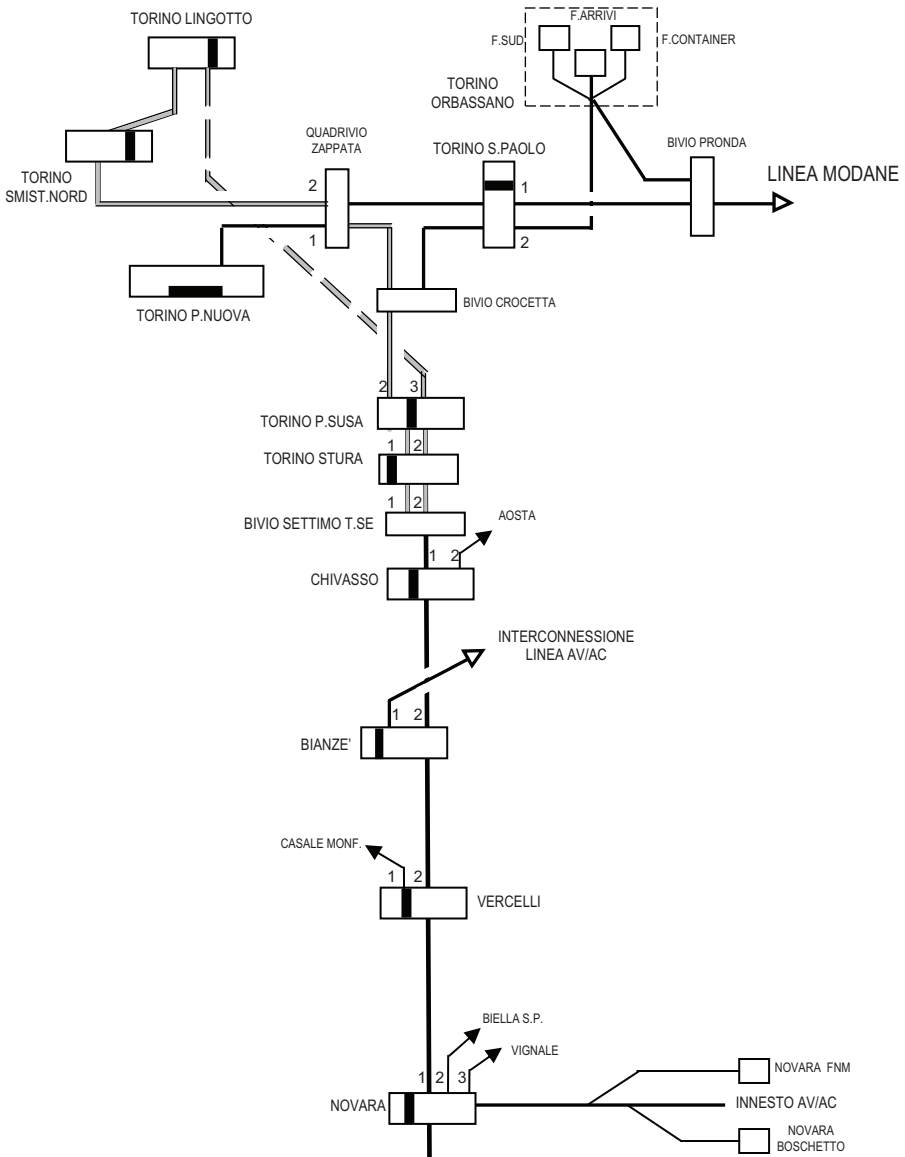 TORINO LINGOTTO
F.ARRIVI
F.SUD
F.CONTAINER
TORINO
ORBASSANO
QUADRIVIO
ZAPPATA
TORINO S.PAOLO
BIVIO PRONDA
TORINO
SMIST.NORD
2
1
LINEA MODANE
1
2
TORINO P.NUOVA
BIVIO CROCETTA
2 3
TORINO P.SUSA
1 2
TORINO STURA
1 2
BIVIO SETTIMO T.SE
AOSTA
1 2
CHIVASSO
INTERCONNESSIONE
LINEA AV/AC
1 2
BIANZE'
CASALE MONF.
1 2
VERCELLI
BIELLA S.P.
VIGNALE
1 2 3
NOVARA
NOVARA FNM
INNESTO AV/AC
NOVARA
BOSCHETTO